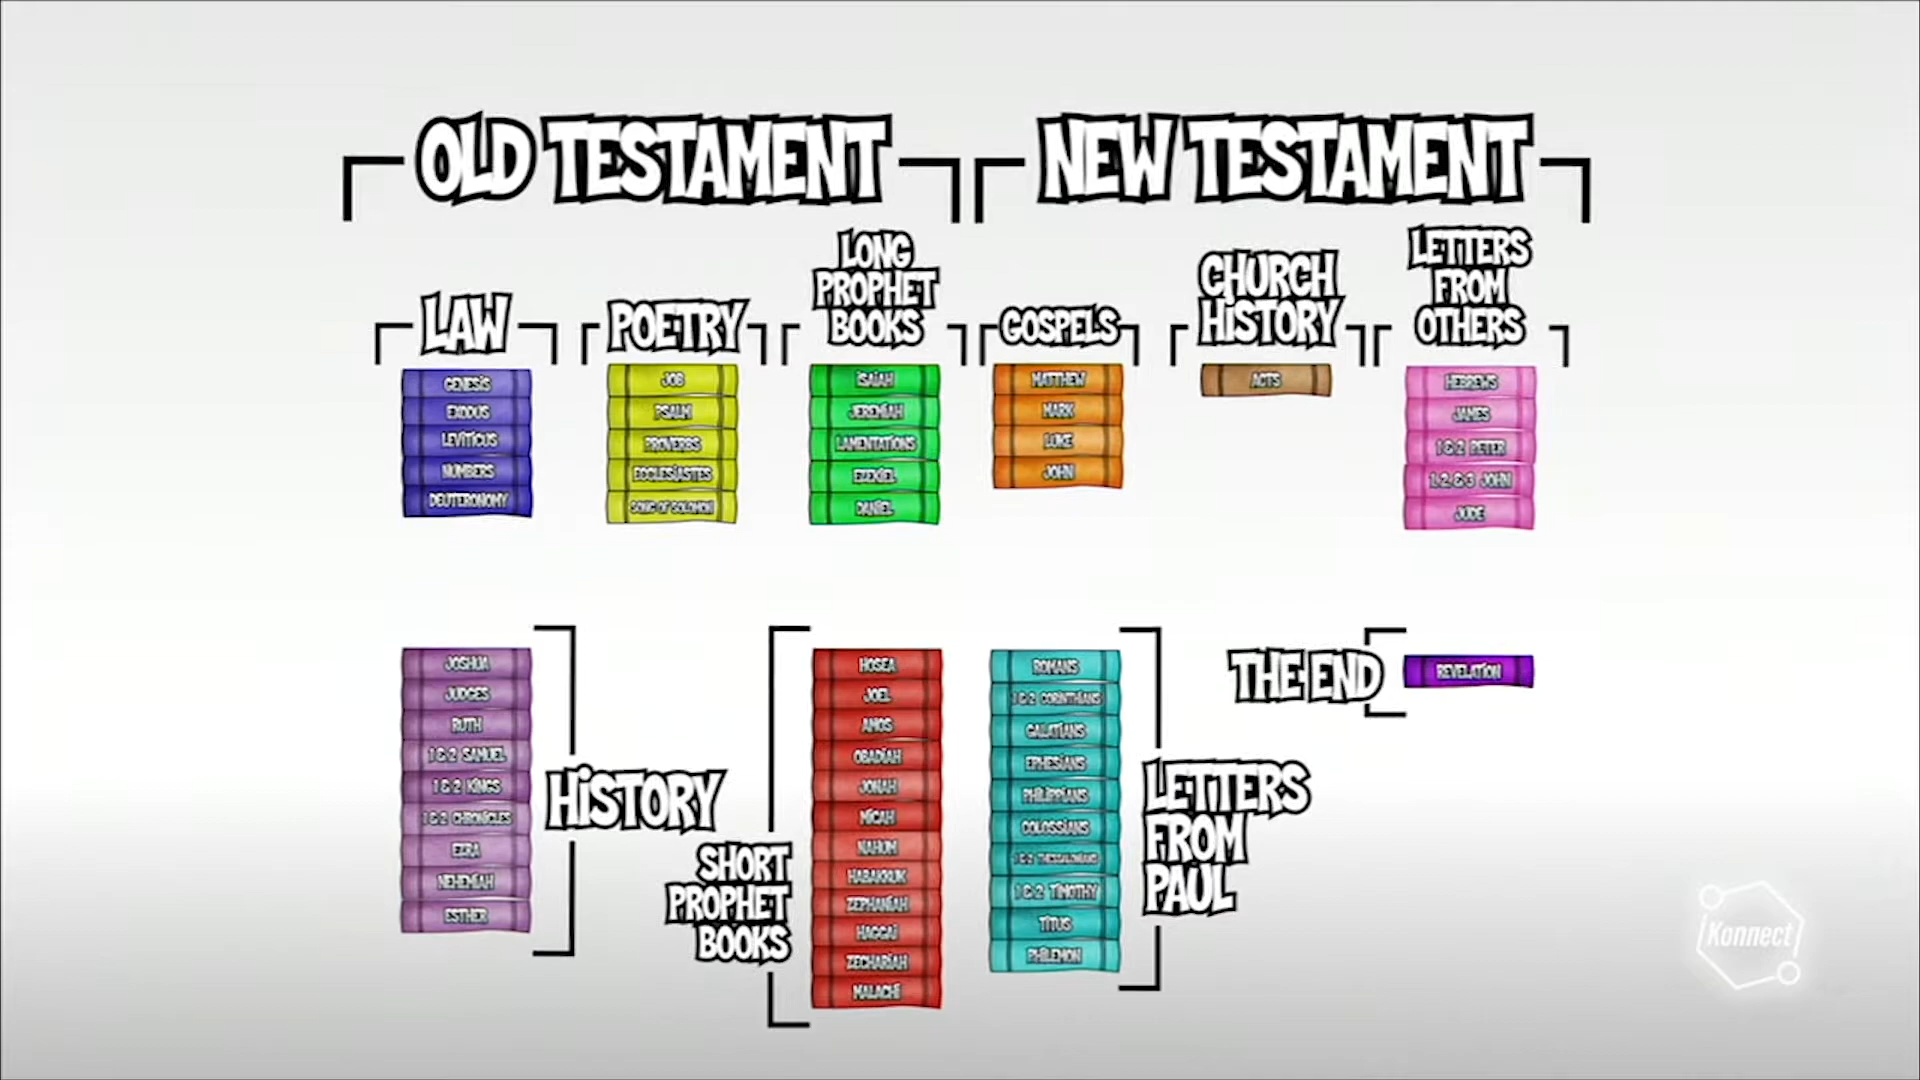 OLD TESTAMENT
NEW TESTAMENT
LAW
GENESIS
EXODUS
LEVITICUS
NUMBERS
DEUTERONOMY
POETRY
JOB
PSALM
PROVERBS
ECCLESIASTES
SONG OF SOLOMON
LONG
PROPHET
BOOKS
ISAIAH
JEREMIAH
LAMENTATIONS
EZEKIEL
DANIEL
GOSPELS
MATTHEW
MARK
LUKE
JOHN
CHURCH
HISTORY
ACTS
LETTERS
FROM
OTHERS
HEBREWS
JAMES
1 & 2 PETER
1, 2 & 3 JOHN
JUDE
JOSHUA
JUDGES
RUTH
1 & 2 SAMUEL
1 & 2 KINGS
1 & 2 CHRONICLES
EZRA
NEHEMIAH
ESTHER
HISTORY
SHORT
PROPHET
BOOKS
HOSEA
JOEL
AMOS
OBADIAH
JONAH
MICAH
NAHUM
HABAKKUK
ZEPHANIAH
HAGGAI
ZECHARIAH
MALACHI
ROMANS
1 & 2 CORINTHIANS
GALATIANS
EPHESIANS
PHILIPPIANS
COLOSSIANS
1 & 2 THESSALONIANS
1 & 2 TIMOTHY
TITUS
PHILEMON
LETTERS
FROM
PAUL
THE END
REVELATION
Konnect